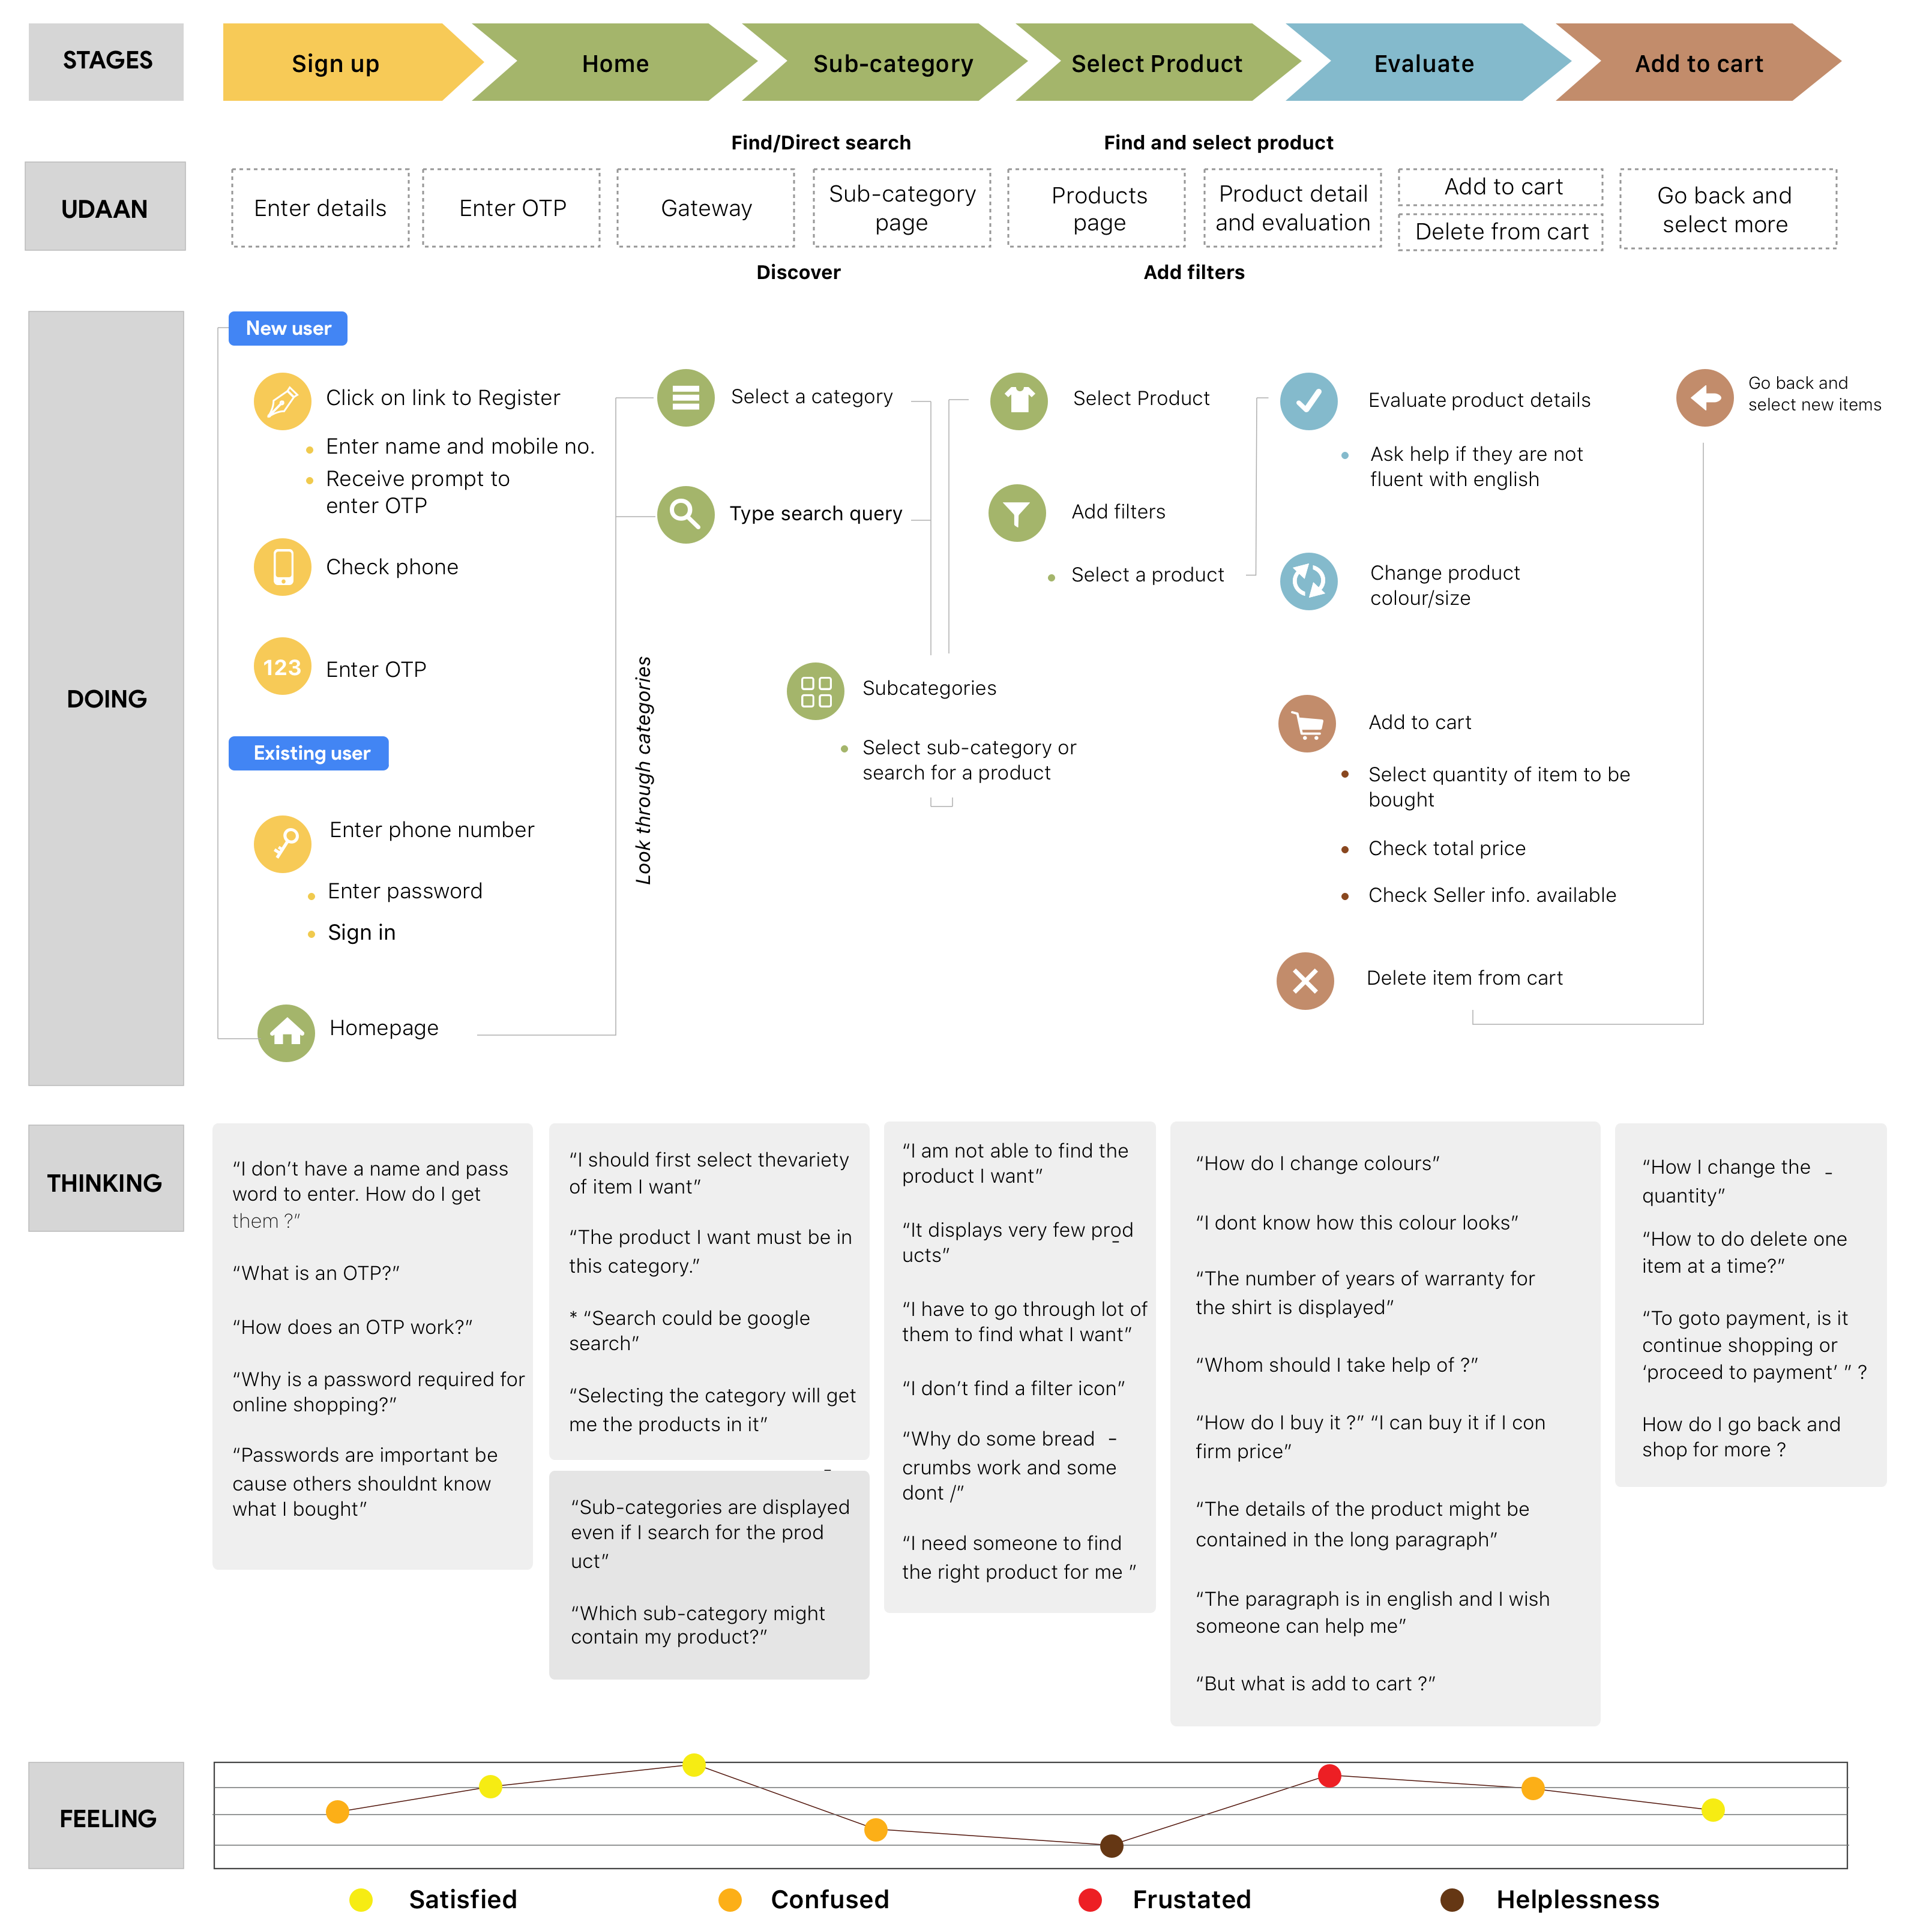 STAGES
Sign up
Home
Sub-category
Select Product
Evaluate
Add to cart
Find/Direct search
Find and select product
UDAAN
Enter details
Enter OTP
Gateway
Sub-category
page
Products
page
Product detail
and evaluation
Add to cart
Delete from cart
Go back and
select more
Discover
Add filters
DOING
New user
Click on link to Register
Enter name and mobile no.
Receive prompt to
enter OTP
Check phone
123
Enter OTP
Existing user
Enter phone number
Enter password
Sign in
Homepage
Look through categories
Select a category
Type search query
Subcategories
Select sub-category or
search for a product
Select Product
Add filters
Select a product
Evaluate product details
Ask help if they are not
fluent with english
Change product
colour/size
Add to cart
Select quantity of item to be
bought
Check total price
Check Seller info. available
Delete item from cart
Go back and
select new items
THINKING
“I don’t have a name and pass
word to enter. How do I get
them ?”
“What is an OTP?”
“How does an OTP work?”
“Why is a password required for
online shopping?”
“Passwords are important be
cause others shouldnt know
what I bought”
“I should first select thevariety
of item I want”
“The product I want must be in
this category.”
* “Search could be google
search”
“Selecting the category will get
me the products in it”
-
“Sub-categories are displayed
even if I search for the prod
uct”
“Which sub-category might
contain my product?”
“I am not able to find the
product I want”
“It displays very few prod
-
ucts”
“I have to go through lot of
them to find what I want”
“I don’t find a filter icon”
“Why do some bread -
crumbs work and some
dont /”
“I need someone to find
the right product for me ”
“How do I change colours”
“I dont know how this colour looks”
“The number of years of warranty for
the shirt is displayed”
“Whom should I take help of ?”
“How do I buy it ?” “I can buy it if I con
firm price”
“The details of the product might be
contained in the long paragraph”
“The paragraph is in english and I wish
someone can help me”
“But what is add to cart ?”
“How I change the -
quantity”
“How to do delete one
item at a time?”
“To goto payment, is it
continue shopping or
‘proceed to payment’ ” ?
How do I go back and
shop for more ?
FEELING
Satisfied
Confused
Frustated
Helplessness